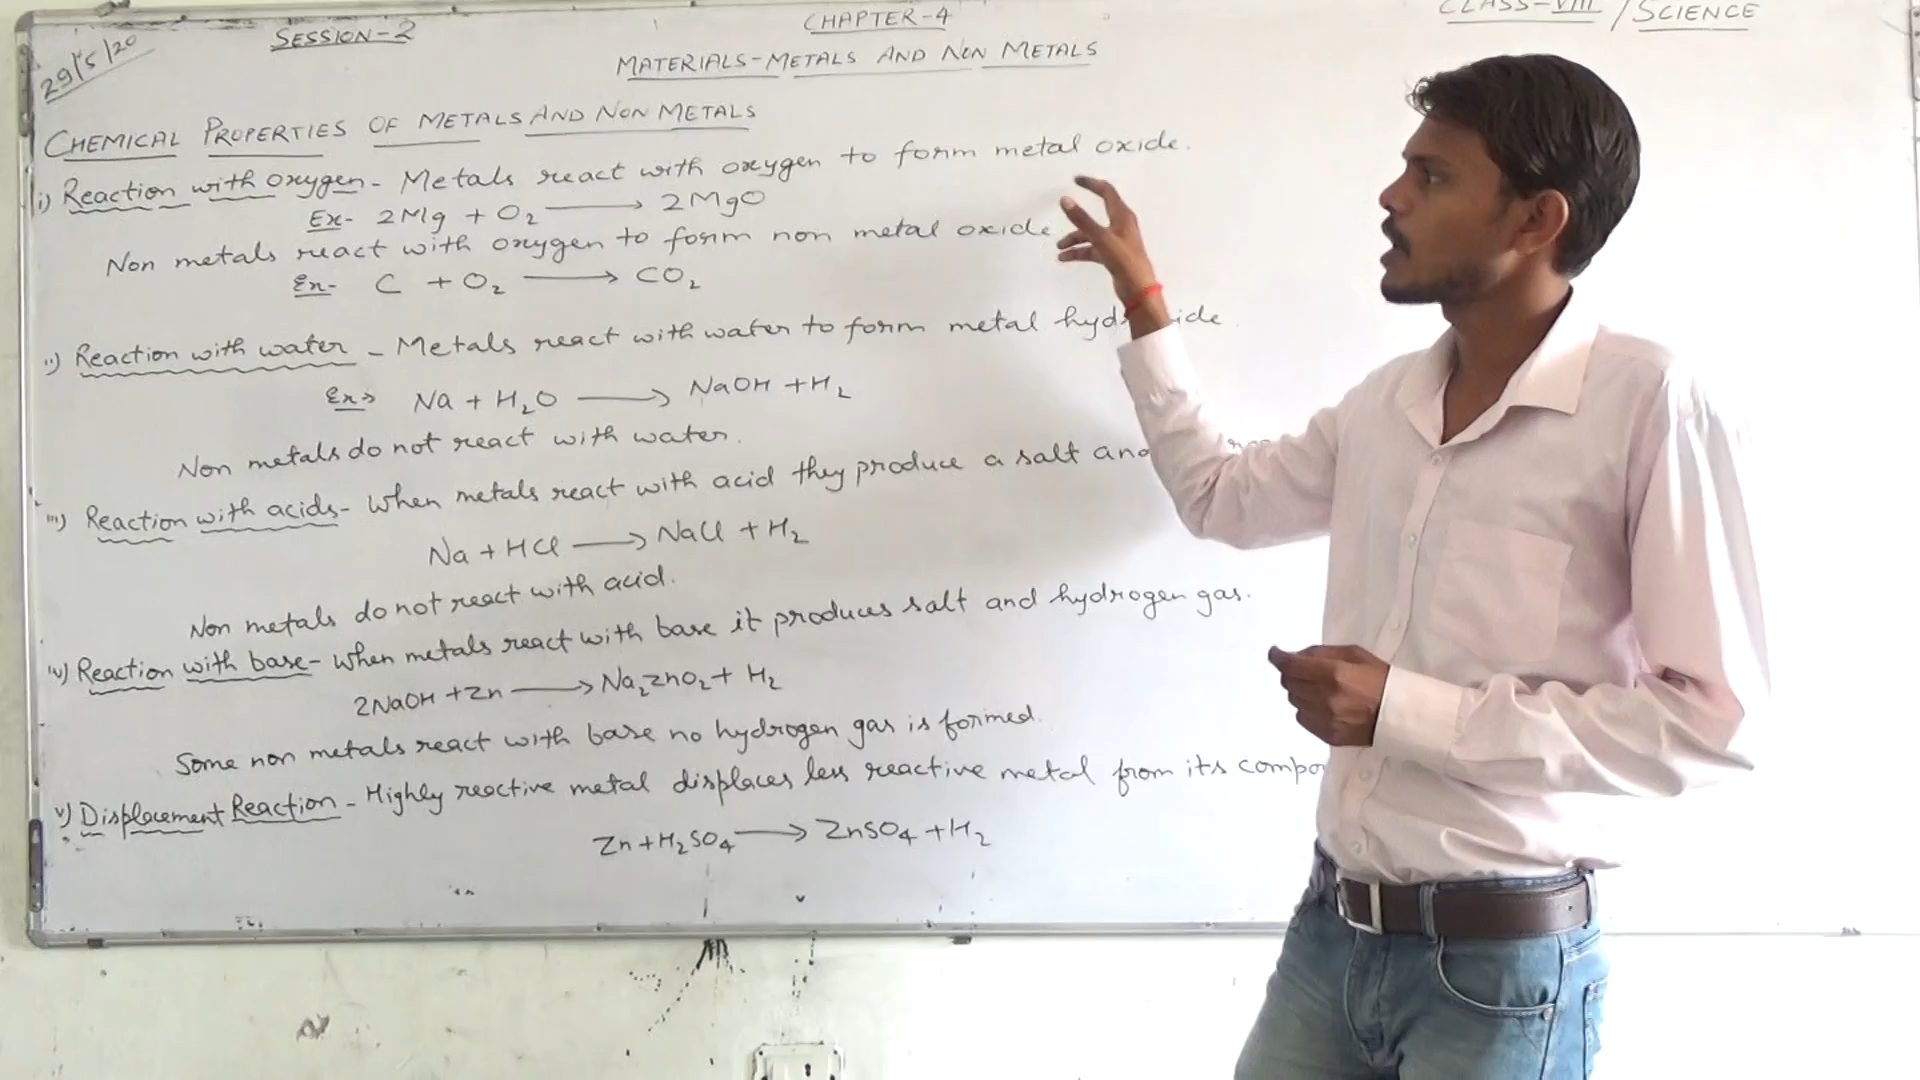 29/5/20
SESSION-2
CHAPTER-4
CLASS-VIII / SCIENCE
MATERIALS-METALS AND NON METALS
CHEMICAL PROPERTIES OF METALS AND NON METALS
i) Reaction with oxygen - Metals react with oxygen to form metal oxide.
Ex- 2Mg + O₂ ⟶ 2MgO
Non metals react with oxygen to form non metal oxide
Ex- C + O₂ ⟶ CO₂
ii) Reaction with water - Metals react with water to form metal
Ex> Na + H₂O ⟶ NaOH + H₂
Non metals do not react with water.
iii) Reaction with acids- When metals react with acid they produce a salt and
Na + HCl ⟶ NaCl + H₂
Non metals do not react with acid.
iv) Reaction with base- When metals react with base it produces salt and hydrogen gas.
2NaOH + Zn ⟶ Na₂ZnO₂ + H₂
Some non metals react with base no hydrogen gas is formed.
v) Displacement Reaction - Highly reactive metal displaces less reactive metal from its
Zn + H₂SO₄ ⟶ ZnSO₄ + H₂